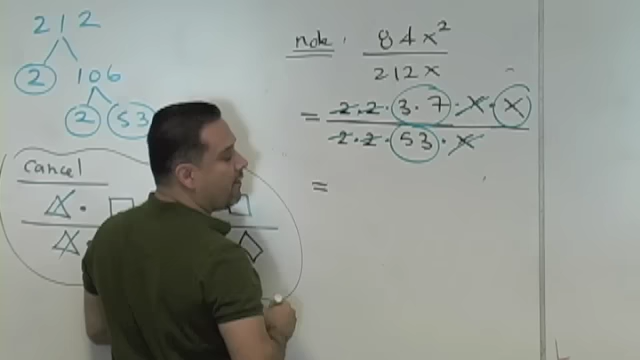 212
2 106
2 53
cancel
note: 84x²
212x
= 2·2·3·7·x·x
2·2·53·x
=